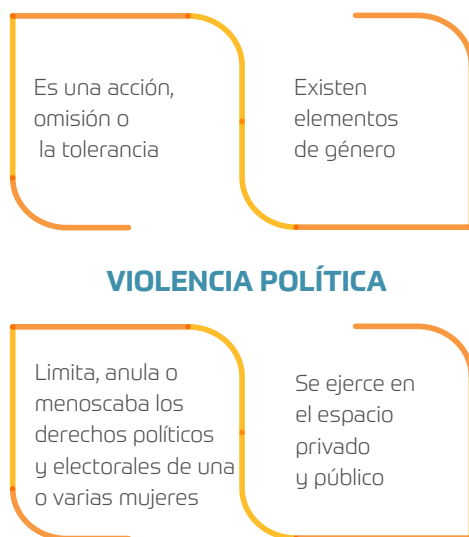 Es una acción,
omisión o
la tolerancia
Existen
elementos
de género
VIOLENCIA POLÍTICA
Limita, anula o
menoscaba los
derechos políticos
y electorales de una
o varias mujeres
Se ejerce en
el espacio
privado
y público